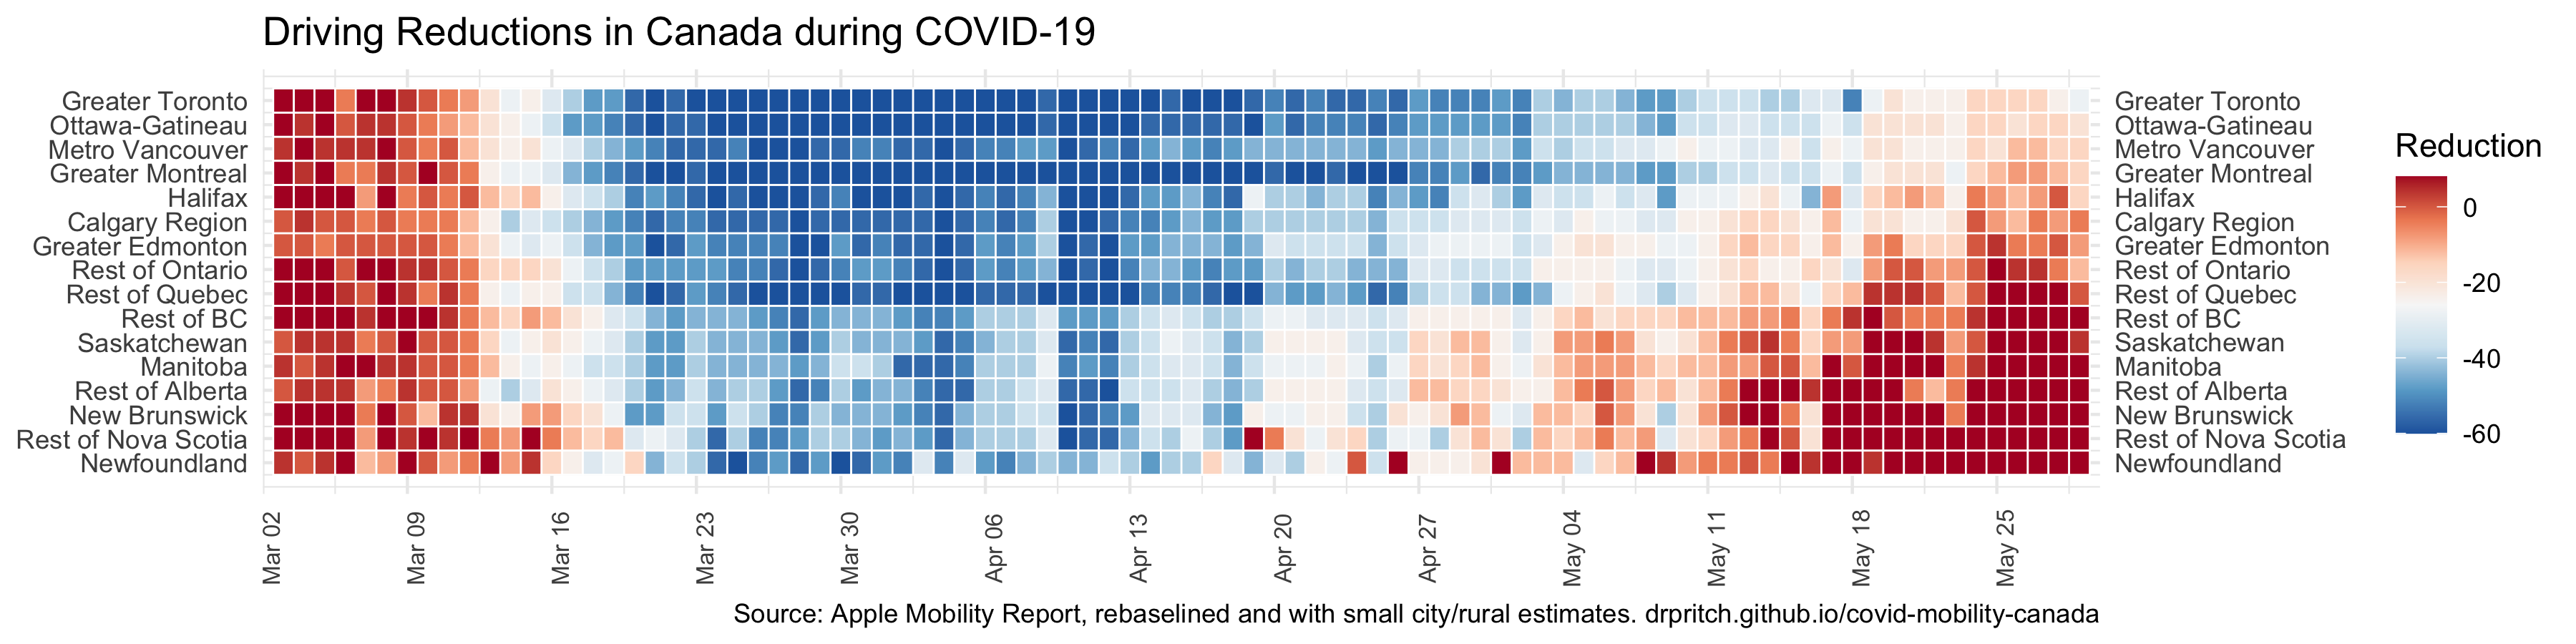 Driving Reductions in Canada during COVID-19
Greater Toronto
Ottawa-Gatineau
Metro Vancouver
Greater Montreal
Halifax
Calgary Region
Greater Edmonton
Rest of Ontario
Rest of Quebec
Rest of BC
Saskatchewan
Manitoba
Rest of Alberta
New Brunswick
Rest of Nova Scotia
Newfoundland
Greater Toronto
Ottawa-Gatineau
Metro Vancouver
Greater Montreal
Halifax
Calgary Region
Greater Edmonton
Rest of Ontario
Rest of Quebec
Rest of BC
Saskatchewan
Manitoba
Rest of Alberta
New Brunswick
Rest of Nova Scotia
Newfoundland
Reduction
0
-20
-40
-60
Mar 02
Mar 09
Mar 16
Mar 23
Mar 30
Apr 06
Apr 13
Apr 20
Apr 27
May 04
May 11
May 18
May 25
Source: Apple Mobility Report, rebaselined and with small city/rural estimates. drpritch.github.io/covid-mobility-canada